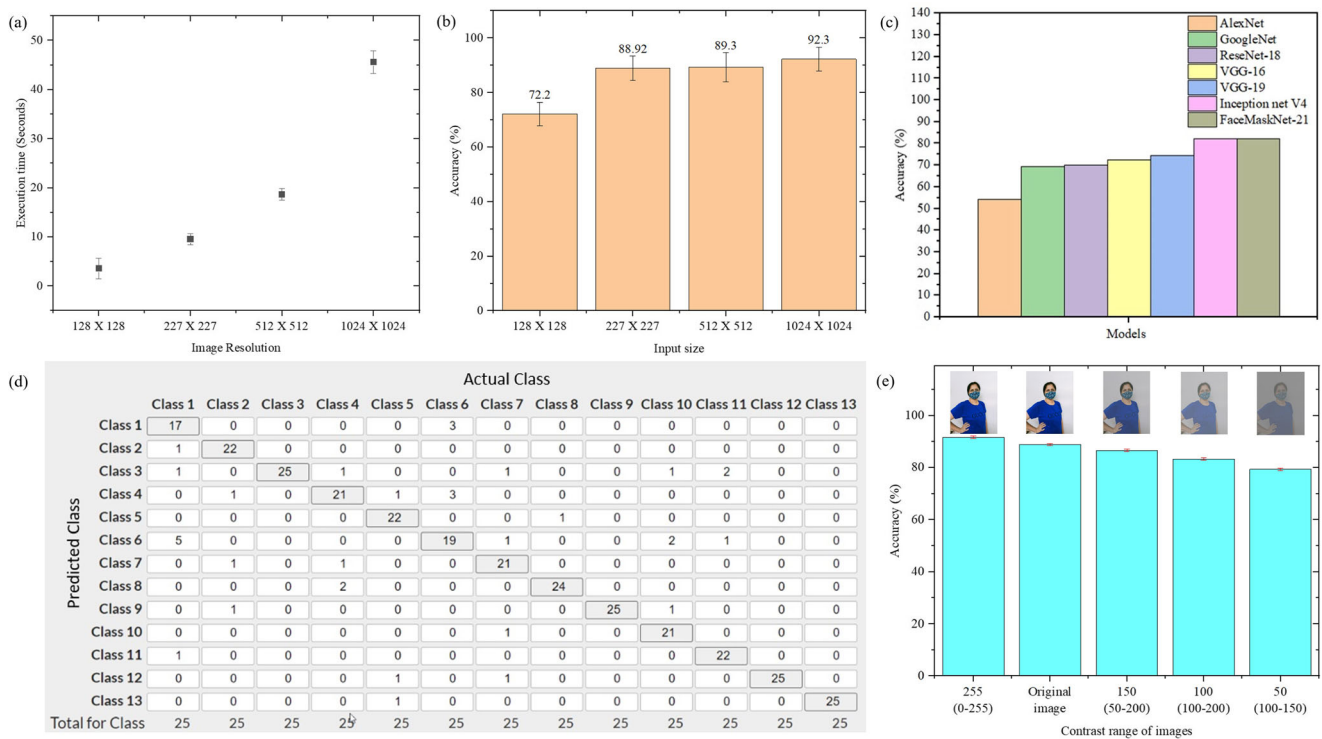 (a)
50
40
30
20
10
0
Execution time (Seconds)
128 X 128 227 X 227 512 X 512 1024 X 1024
Image Resolution
(b)
100
80
60
40
20
0
Accuracy (%)
72.2 88.92 89.3 92.3
128 X 128 227 X 227 512 X 512 1024 X 1024
Input size
(c)
140
130
120
110
100
90
80
70
60
50
40
30
20
10
0
Accuracy (%)
AlexNet
GoogleNet
ReseNet-18
VGG-16
VGG-19
Inception net V4
FaceMaskNet-21
Models
(d)
Actual Class
Predicted Class
Class 1 Class 2 Class 3 Class 4 Class 5 Class 6 Class 7 Class 8 Class 9 Class 10 Class 11 Class 12 Class 13
Class 1 17 0 0 0 0 3 0 0 0 0 0 0 0
Class 2 1 22 0 0 0 0 0 0 0 0 0 0 0
Class 3 1 0 25 1 0 0 1 0 0 1 2 0 0
Class 4 0 1 0 21 1 3 0 0 0 0 0 0 0
Class 5 0 0 0 0 22 0 0 1 0 0 0 0 0
Class 6 5 0 0 0 0 19 1 0 0 2 1 0 0
Class 7 0 1 0 1 0 0 21 0 0 0 0 0 0
Class 8 0 0 0 2 0 0 0 24 0 0 0 0 0
Class 9 0 1 0 0 0 0 0 0 25 1 0 0 0
Class 10 0 0 0 0 0 0 1 0 0 21 0 0 0
Class 11 1 0 0 0 0 0 0 0 0 0 22 0 0
Class 12 0 0 0 0 1 0 1 0 0 0 0 25 0
Class 13 0 0 0 0 1 0 0 0 0 0 0 0 25
Total for Class 25 25 25 25 25 25 25 25 25 25 25 25 25
(e)
100
80
60
40
20
0
Accuracy (%)
255 Original 150 100 50
(0-255) image (50-200) (100-200) (100-150)
Contrast range of images